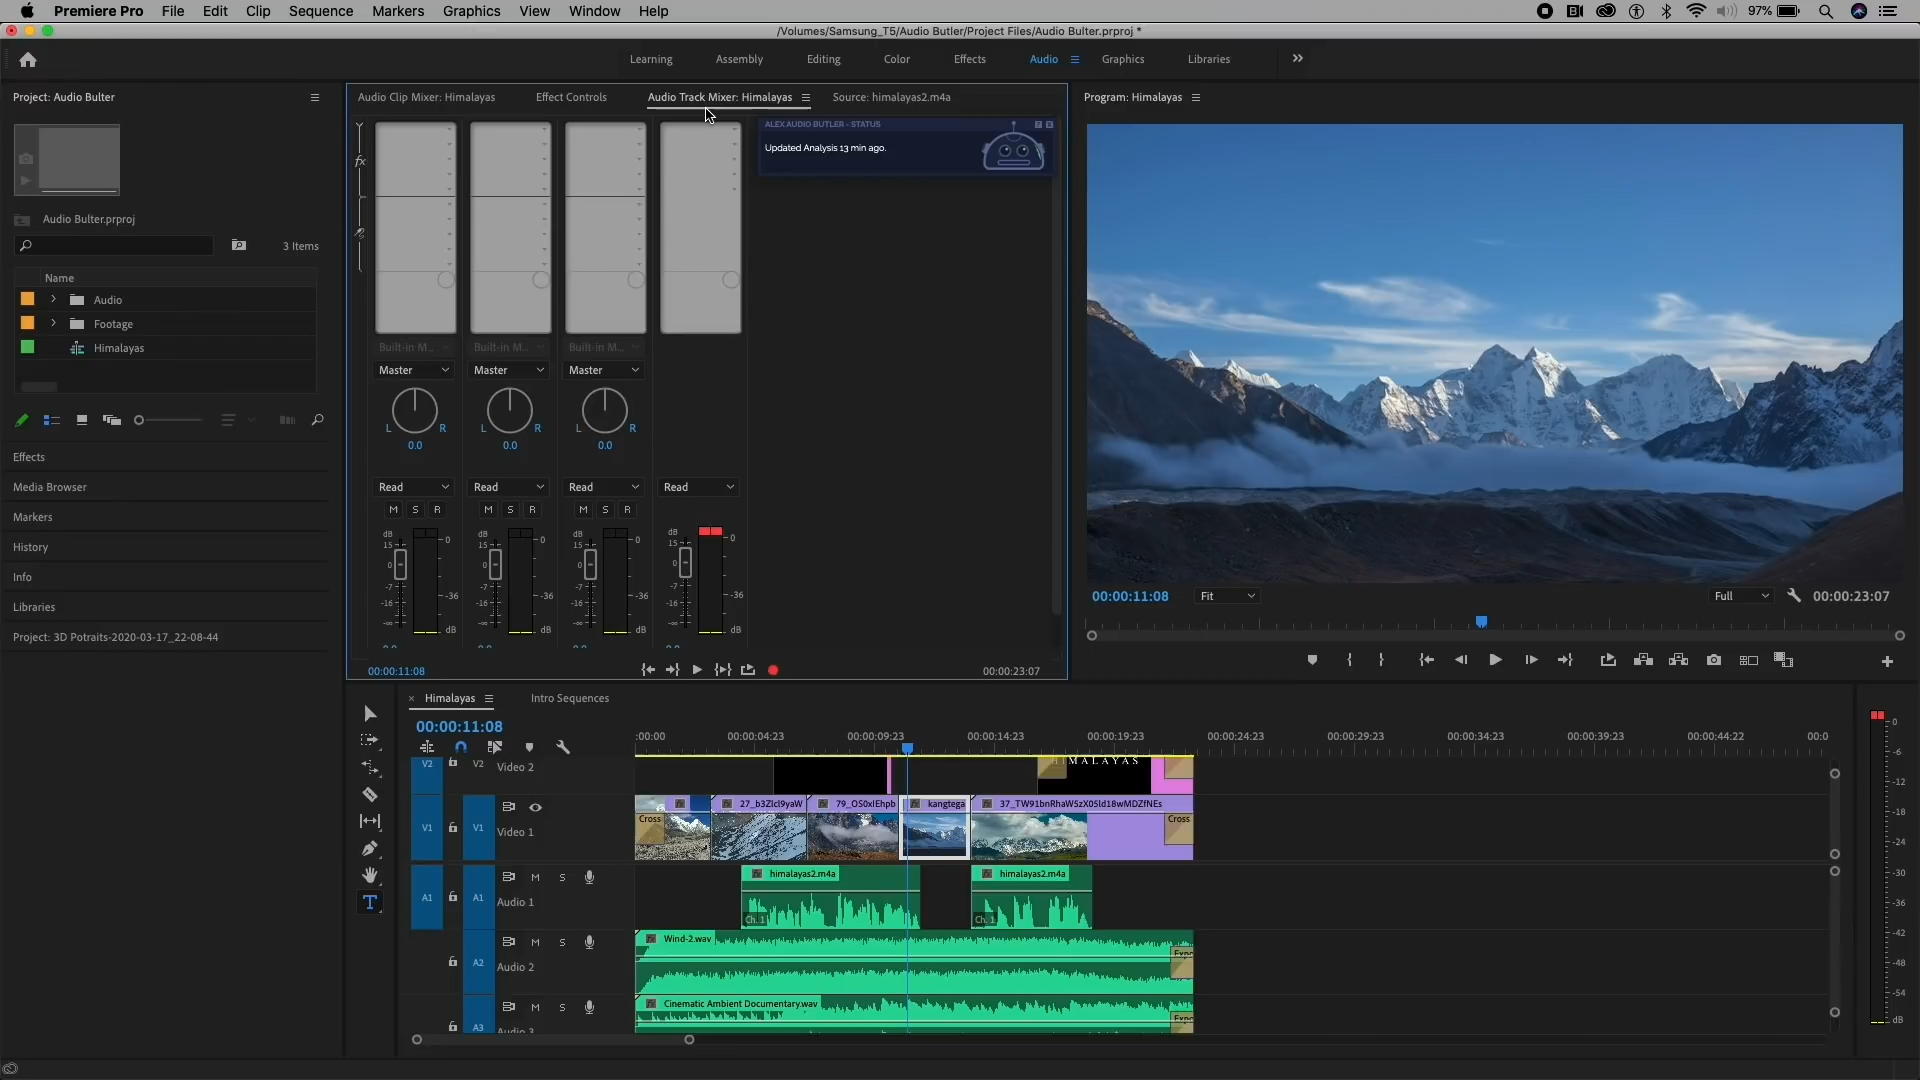 Premiere Pro File Edit Clip Sequence Markers Graphics View Window Help
97%
/Volumes/Samsung_T5/Audio Butler/Project Files/Audio Bulter.prproj *
Learning Assembly Editing Color Effects Audio Graphics Libraries
Project: Audio Bulter
Audio Bulter.prproj
3 Items
Name
Audio
Footage
Himalayas
Effects
Media Browser
Markers
History
Info
Libraries
Project: 3D Potraits-2020-03-17_22-08-44
Audio Clip Mixer: Himalayas Effect Controls Audio Track Mixer: Himalayas Source: himalayas2.m4a
fx
ALEX AUDIO BUTLER - STATUS
Updated Analysis 13 min ago.
Built-in M... Built-in M... Built-in M...
Master Master Master
L R L R L R
0.0 0.0 0.0
Read Read Read Read
M S R M S R M S R
dB dB dB dB
15 0 15 0 15 0 15 0
0 0 0 0
-7 -7 -7 -7
-36 -36 -36 -36
-16 -16 -16 -16
-∞ dB -∞ dB -∞ dB -∞ dB
00:00:11:08 00:00:23:07
Program: Himalayas
00:00:11:08 Fit Full 00:00:23:07
Himalayas Intro Sequences
00:00:11:08
:00:00 00:00:04:23 00:00:09:23 00:00:14:23 00:00:19:23 00:00:24:23 00:00:29:23 00:00:34:23 00:00:39:23 00:00:44:22 00:0
V2 V2 Video 2 HIMALAYAS
27_b3Zlcl9yaW 79_OS0xIEhpb kangtega 37_TW91bnRhaW5zX05ld18wMDZfNEs
Cross Cross
V1 V1 Video 1
himalayas2.m4a himalayas2.m4a
M S
A1 A1 Audio 1
Ch. 1 Ch. 1
M S Wind-2.wav
Expo
A2 Audio 2
M S Cinematic Ambient Documentary.wav
Expo
A3 Audio 3
0
-6
-12
-18
-24
-30
-36
-42
-48
-54
dB